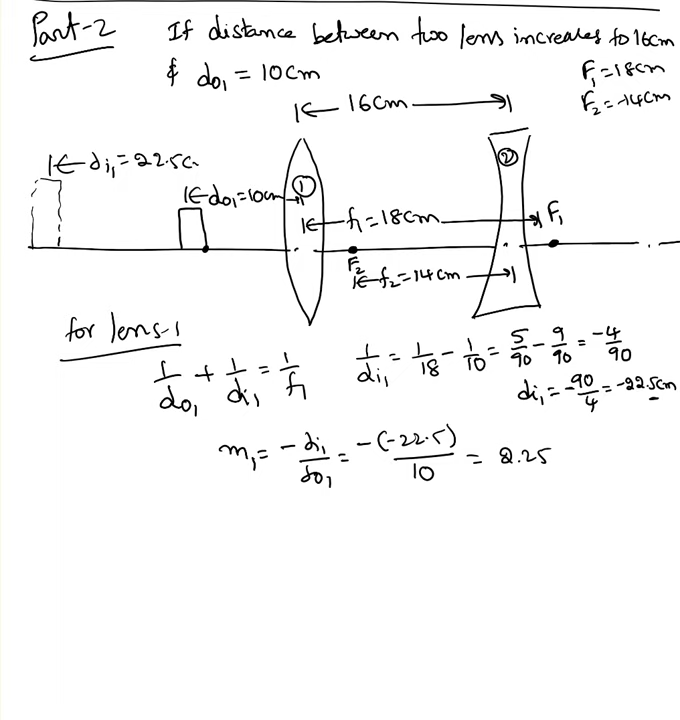 Part-2 If distance between two lens increases to 16cm
& do₁ = 10cm F₁=18cm
F₂=-14cm
16cm
di₁=22.5c
do₁=10cm
①
②
f₁=18cm
F₁
F₂
f₂=14cm
for lens-1
1/do₁ + 1/di₁ = 1/f₁ 1/di₁ = 1/18 - 1/10 = 5/90 - 9/90 = -4/90
di₁ = -90/4 = -22.5cm
m₁ = -di₁/do₁ = -(-22.5)/10 = 2.25